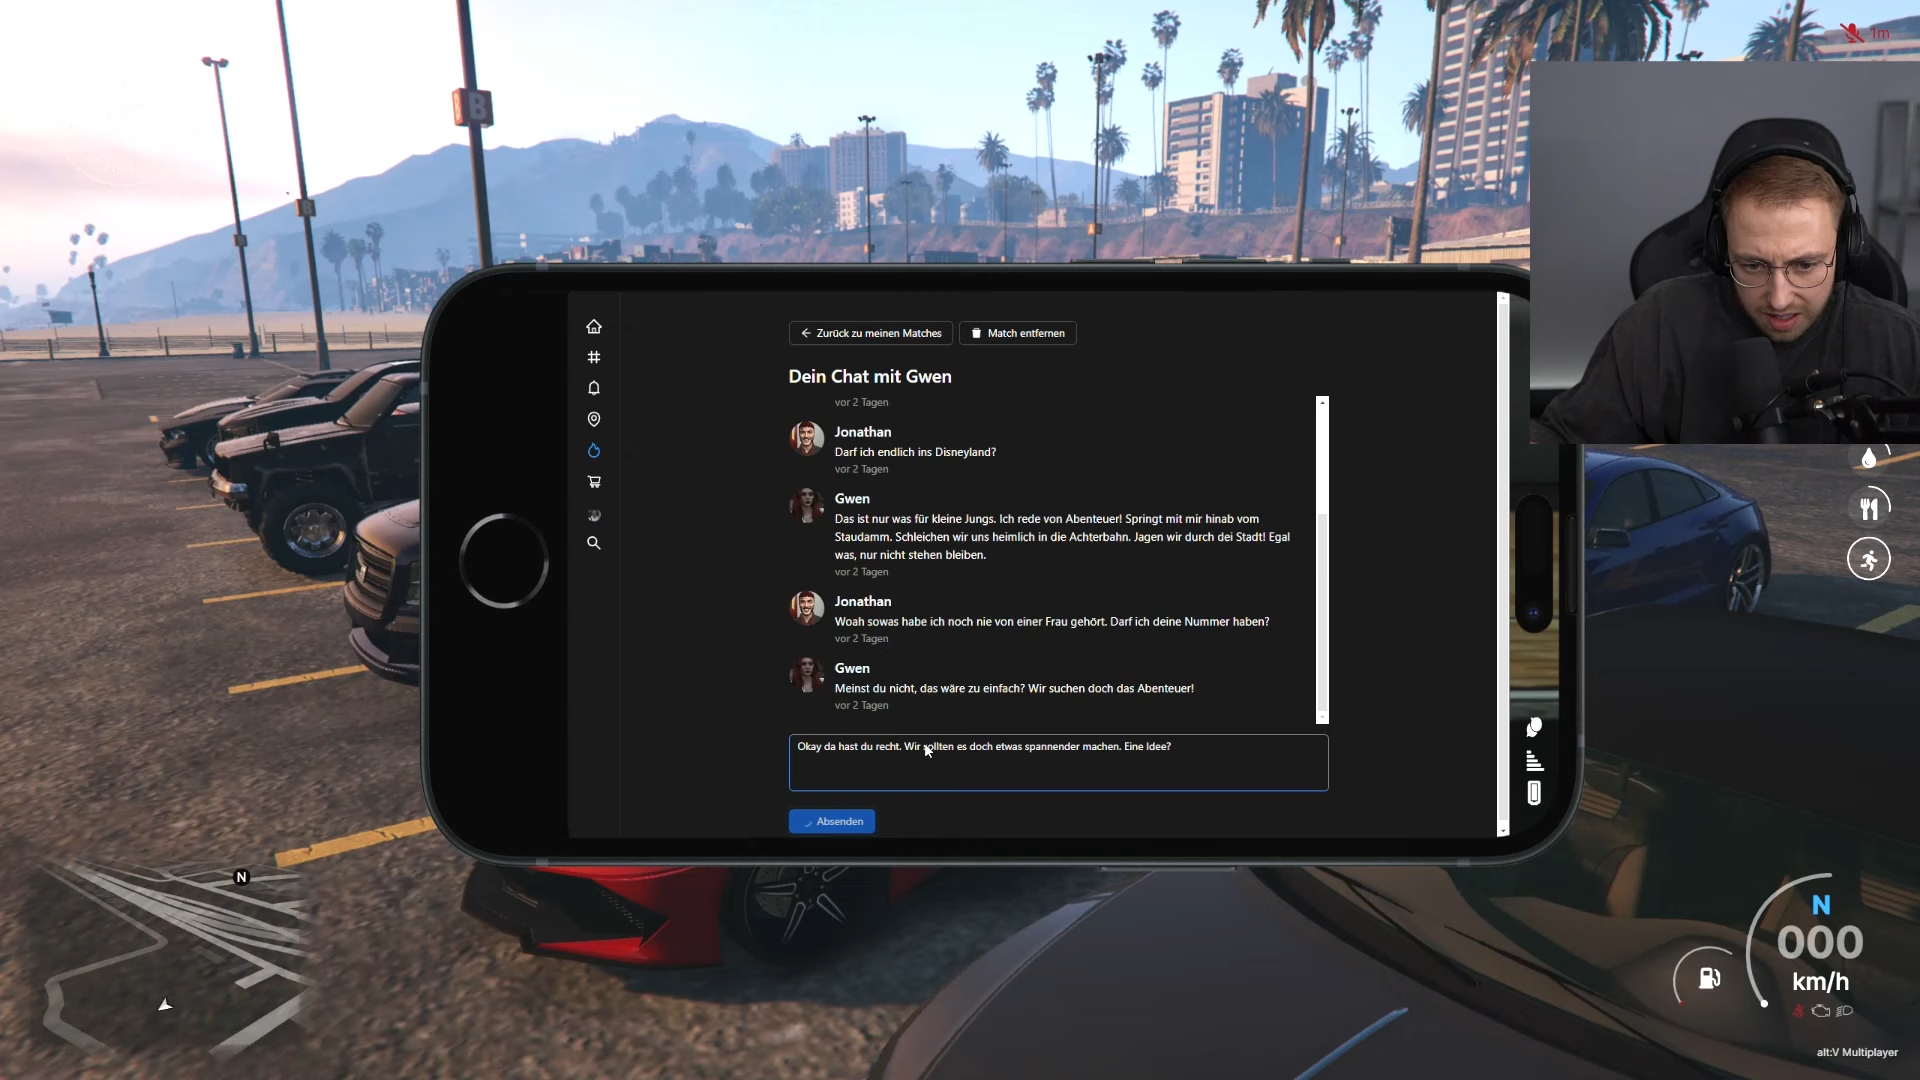 B
1m
Zurück zu meinen Matches
Match entfernen
Dein Chat mit Gwen
vor 2 Tagen
Jonathan
Darf ich endlich ins Disneyland?
vor 2 Tagen
Gwen
Das ist nur was für kleine Jungs. Ich rede von Abenteuer! Springt mit mir hinab vom
Staudamm. Schleichen wir uns heimlich in die Achterbahn. Jagen wir durch dei Stadt! Egal
was, nur nicht stehen bleiben.
vor 2 Tagen
Jonathan
Woah sowas habe ich noch nie von einer Frau gehört. Darf ich deine Nummer haben?
vor 2 Tagen
Gwen
Meinst du nicht, das wäre zu einfach? Wir suchen doch das Abenteuer!
vor 2 Tagen
Okay da hast du recht. Wir sollten es doch etwas spannender machen. Eine Idee?
Absenden
N
N
000
km/h
alt:V Multiplayer